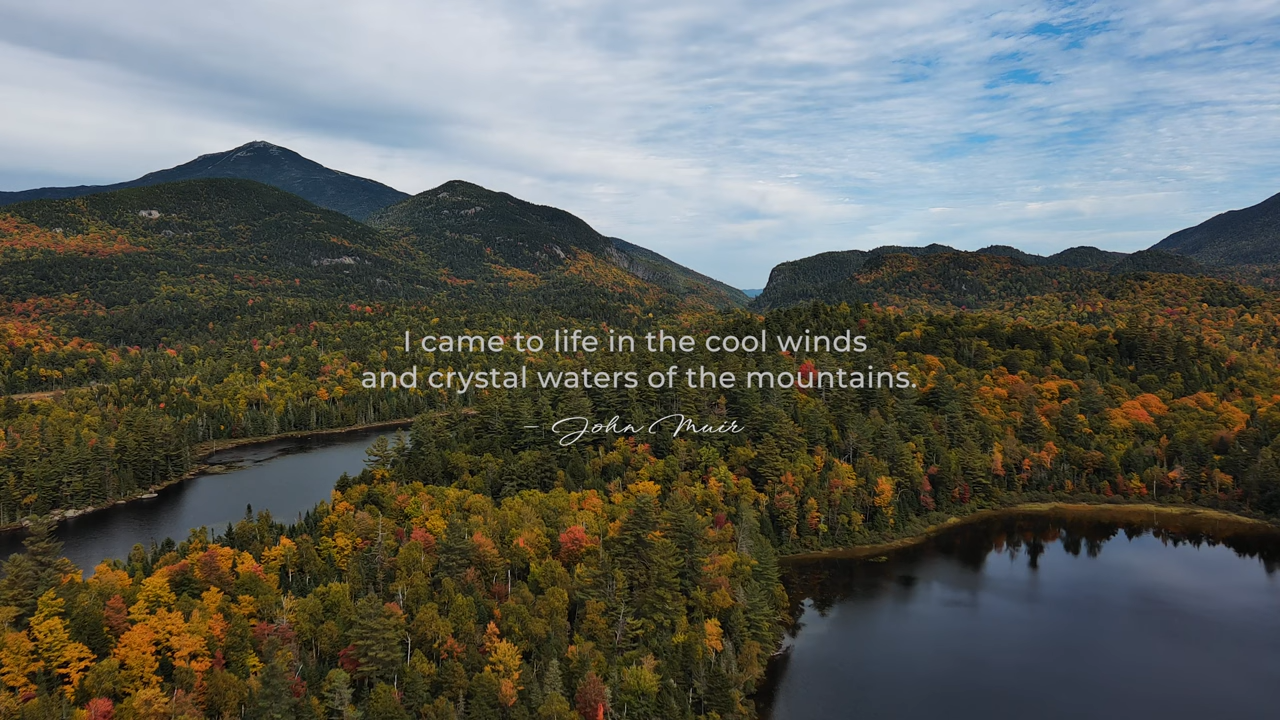 I came to life in the cool winds
and crystal waters of the mountains.
– John Muir